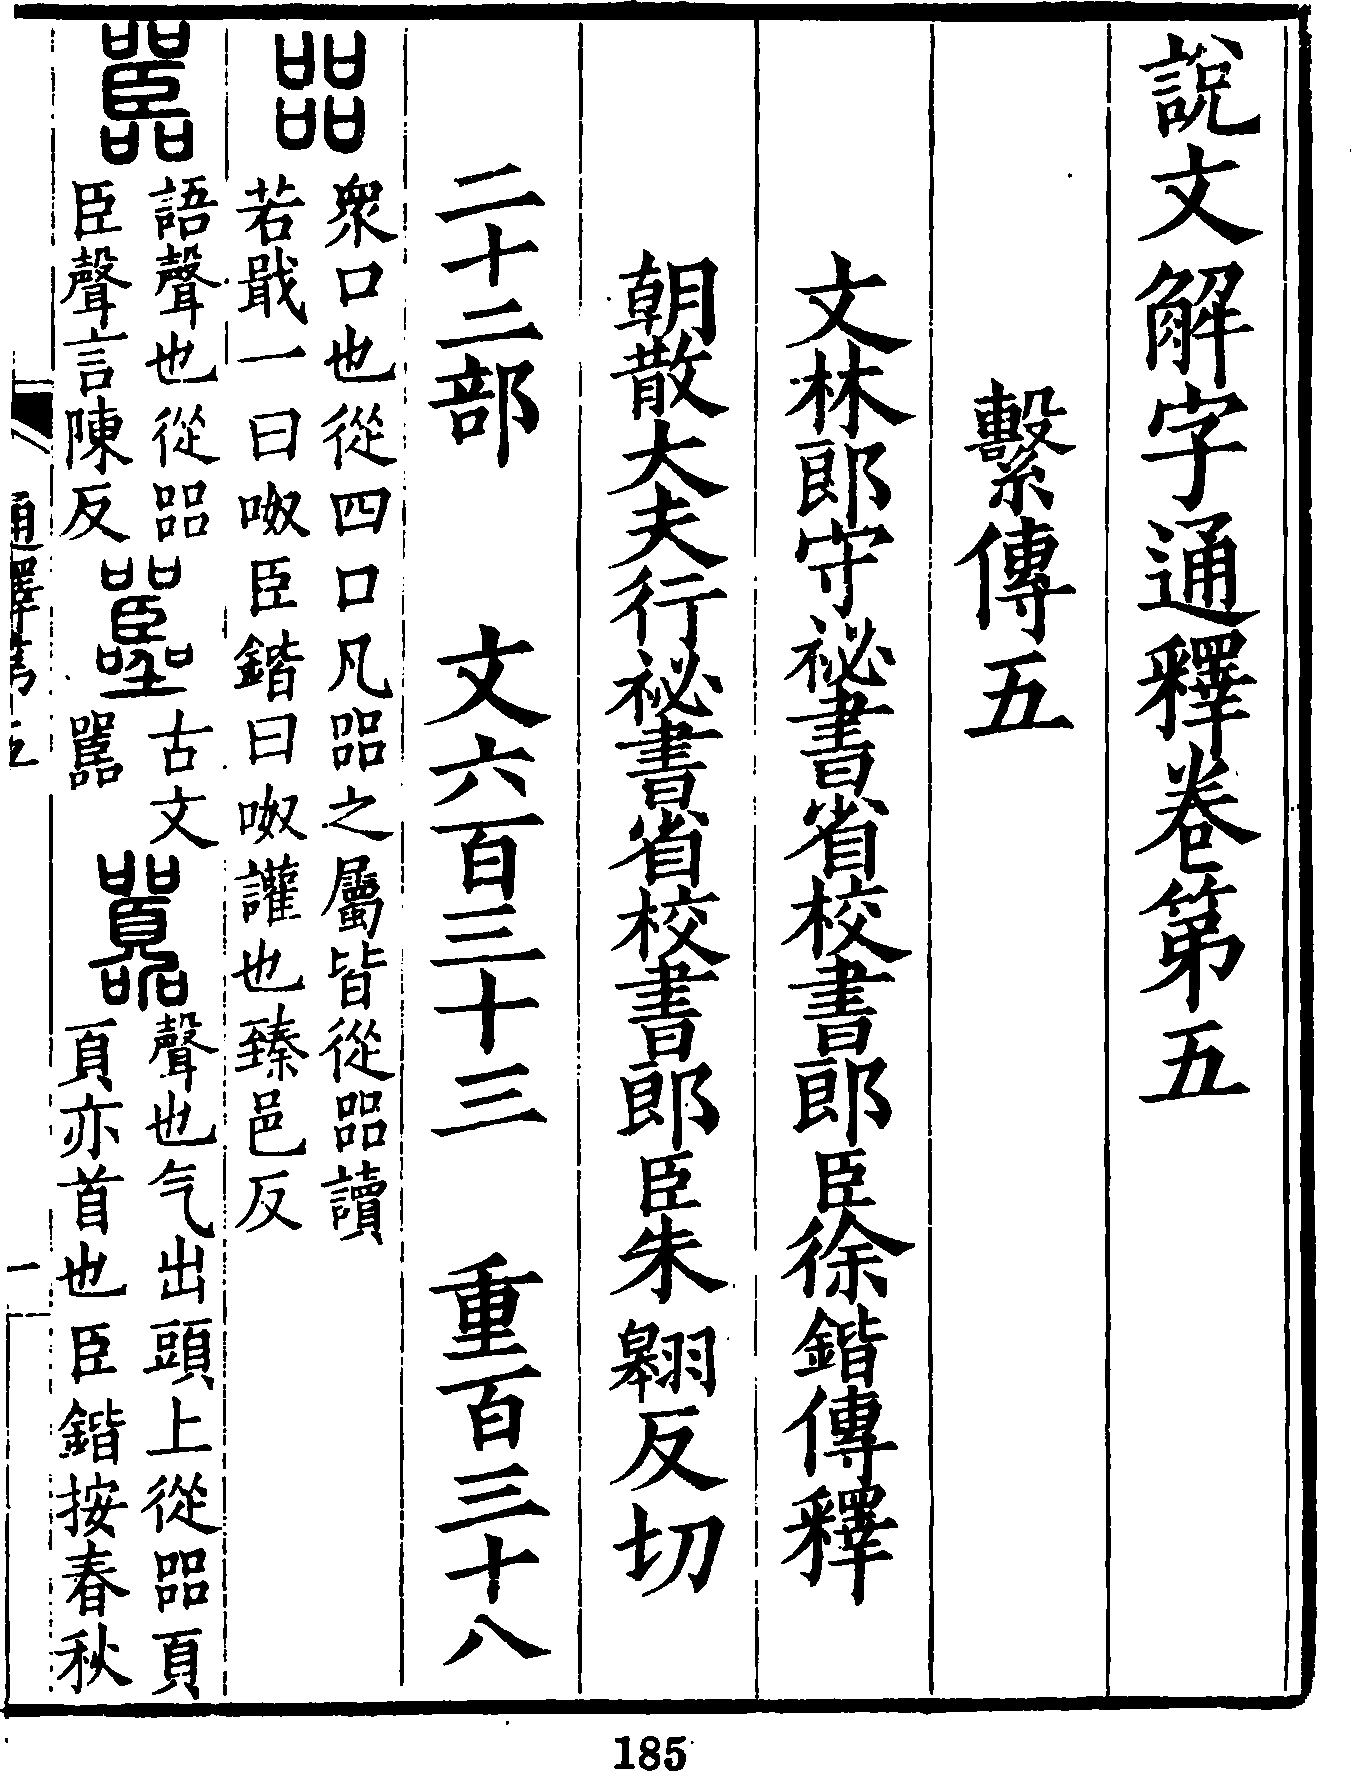 說文解字通釋卷第五
繫傳五
文林郎守祕書省校書郎臣徐鍇傳釋
朝散大夫行祕書省校書郎臣朱翱反切
二十二部 文六百三十三 重百三十八
㗊 衆口也從四口凡㗊之屬皆從㗊讀
若戢一曰呶臣鍇曰呶讙也臻邑反
嚚 語聲也從㗊
臣聲言陳反
古文
嚚
囂 聲也气出頭上從㗊頁
頁亦首也臣鍇按春秋
通釋第五
一
185